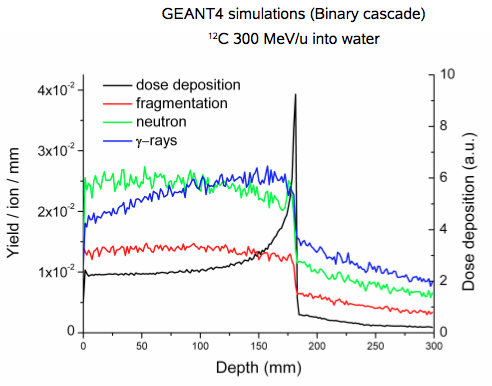 GEANT4 simulations (Binary cascade)
¹²C 300 MeV/u into water
dose deposition
fragmentation
neutron
γ–rays
Yield / ion / mm
4x10⁻²
3x10⁻²
2x10⁻²
1x10⁻²
0
10
8
6
4
2
0
Dose deposition (a.u.)
0 50 100 150 200 250 300
Depth (mm)